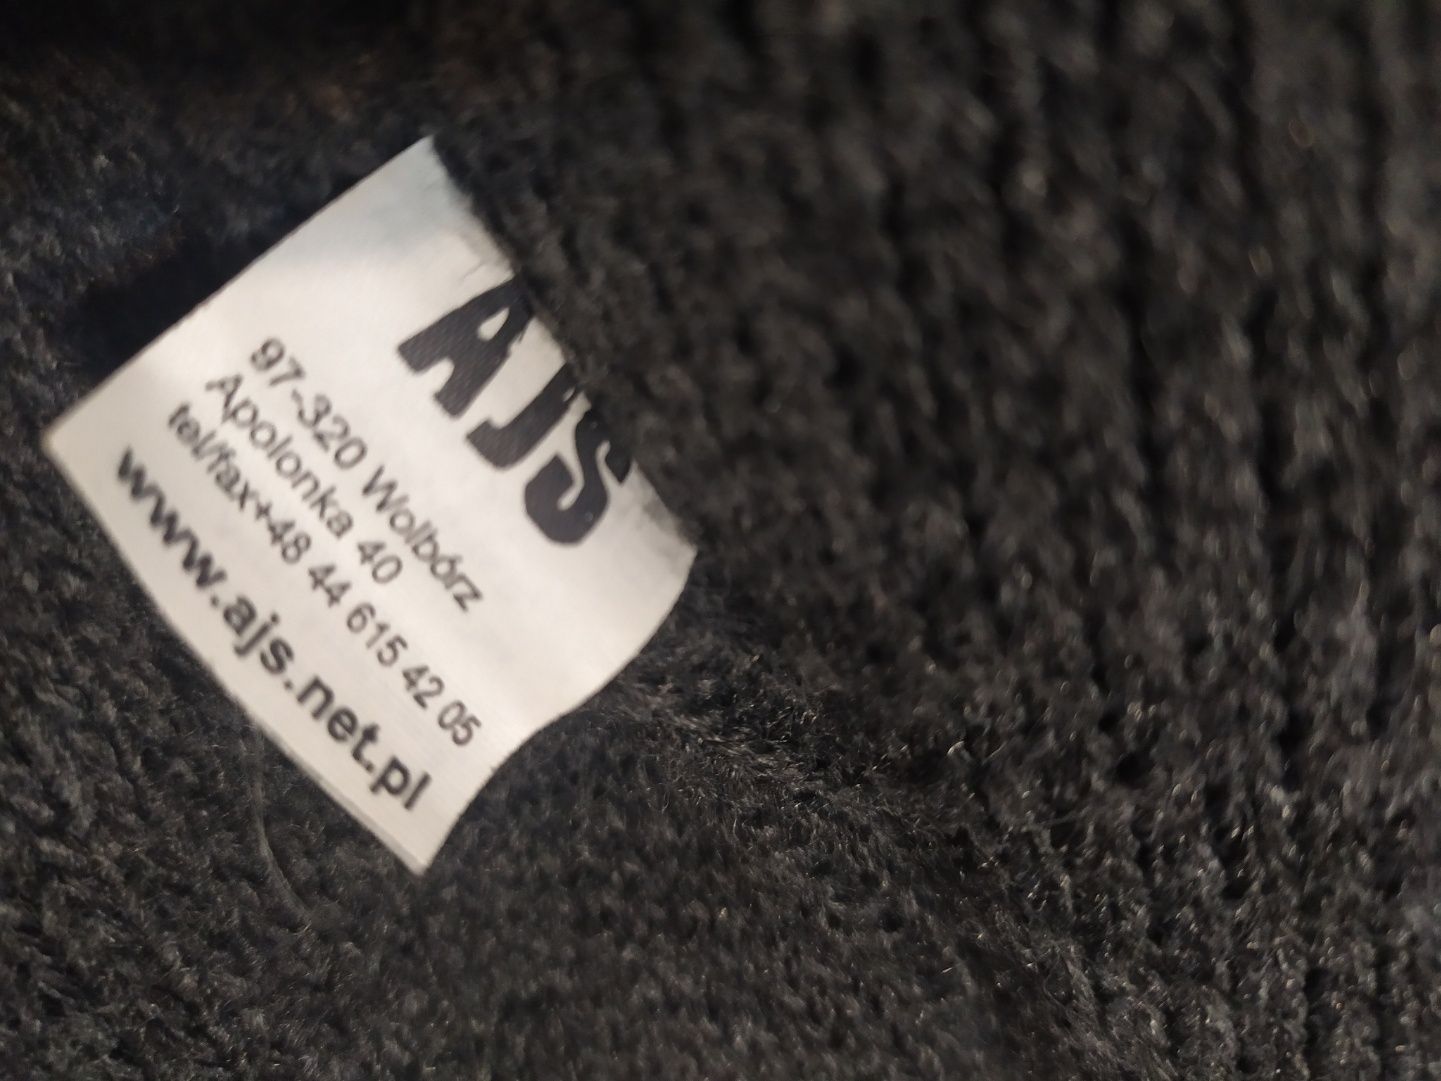 AJS
97-320 Wolbórz
Apolonka 40
tel/fax+48 44 615 42 05
www.ajs.net.pl